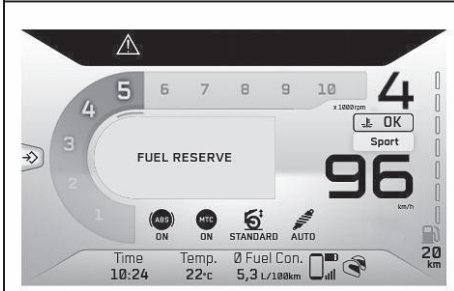 5 6 7 8 9 10 4
x 1000rpm
4
OK
3
Sport
FUEL RESERVE
96
2
km/h
1
ABS MTC
ON ON STANDARD AUTO
Time Temp. Ø Fuel Con. 20
10:24 22°C 5,3 L/100km km